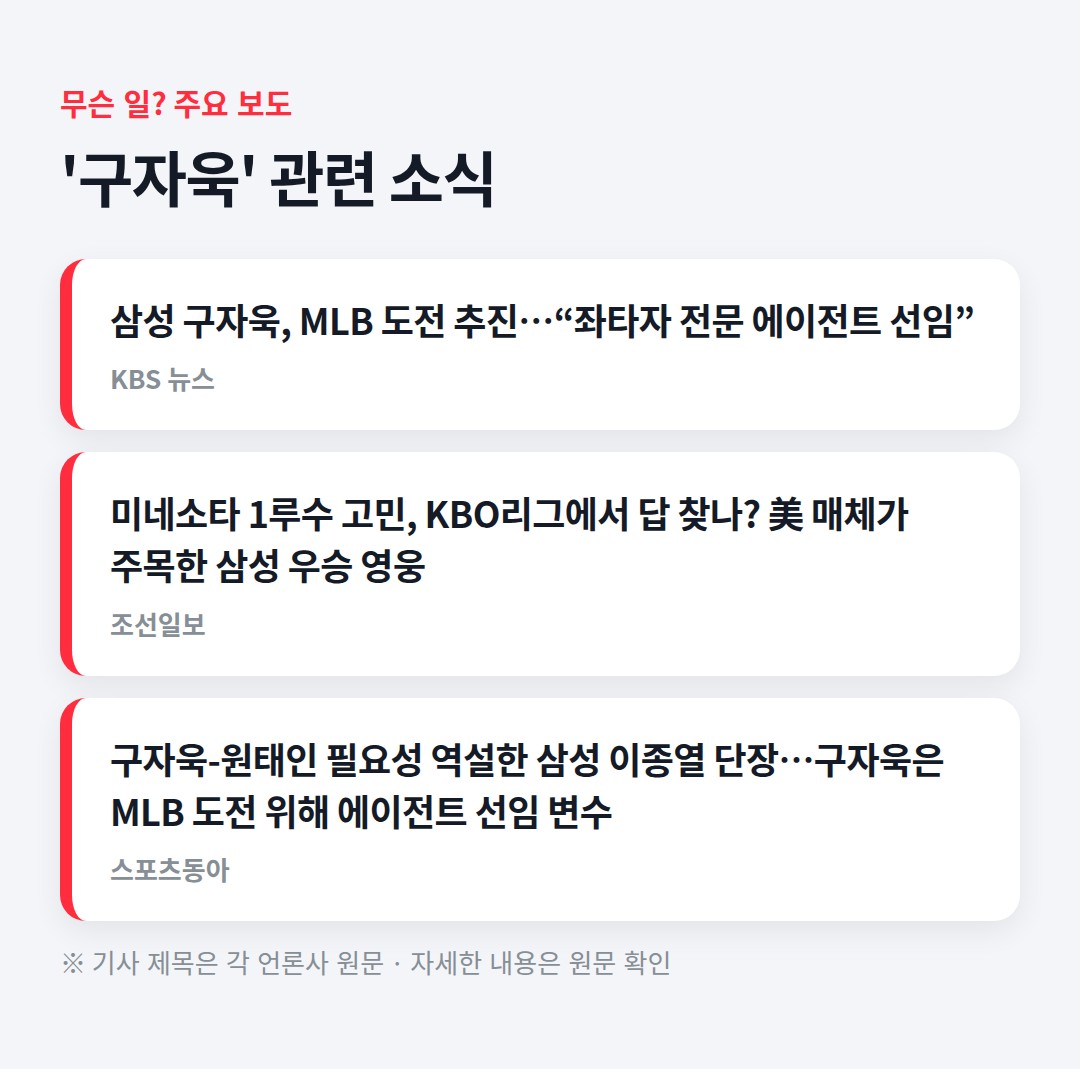 무슨 일? 주요 보도
'구자욱' 관련 소식
삼성 구자욱, MLB 도전 추진…“좌타자 전문 에이전트 선임”
KBS 뉴스
미네소타 1루수 고민, KBO리그에서 답 찾나? 美 매체가
주목한 삼성 우승 영웅
조선일보
구자욱-원태인 필요성 역설한 삼성 이종열 단장…구자욱은
MLB 도전 위해 에이전트 선임 변수
스포츠동아
※ 기사 제목은 각 언론사 원문 · 자세한 내용은 원문 확인